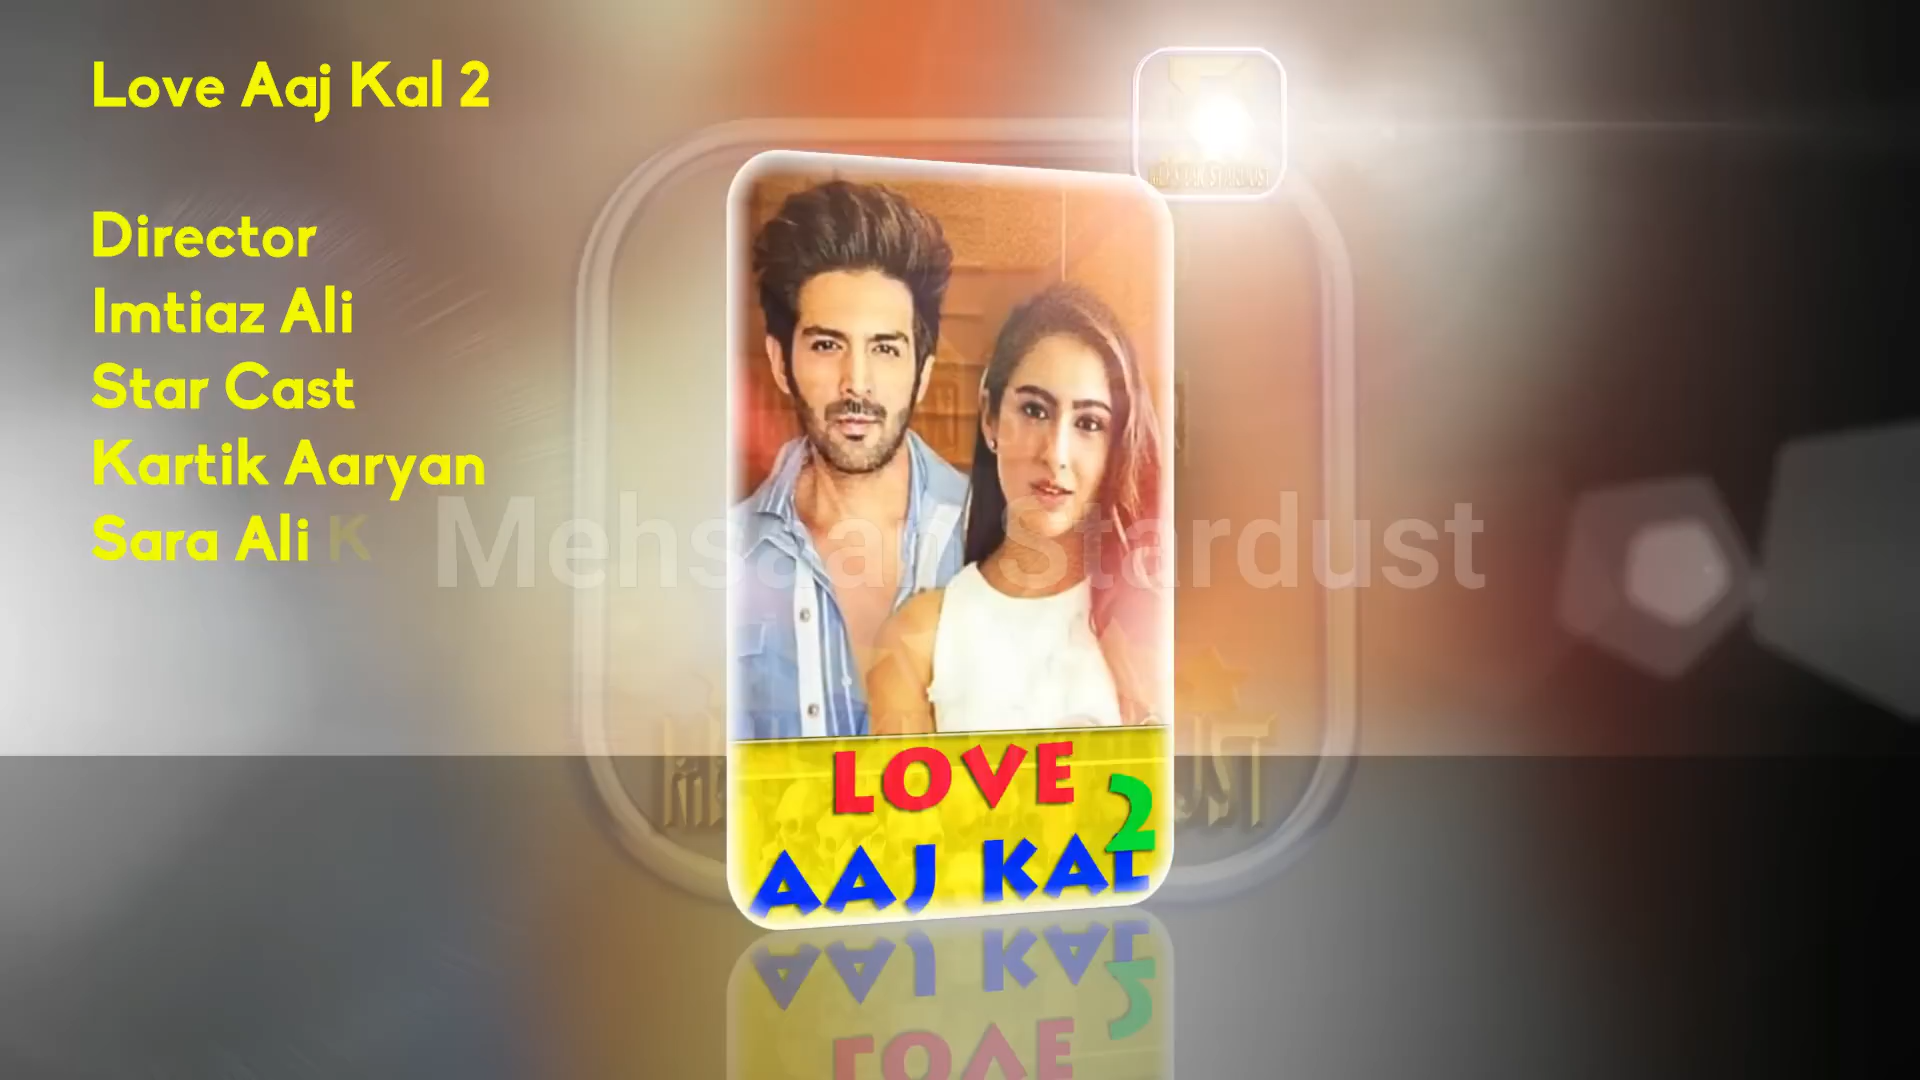 Love Aaj Kal 2
Director
Imtiaz Ali
Star Cast
Kartik Aaryan
Sara Ali K
Mehsaan Stardust
LOVE
AAJ KAL 2